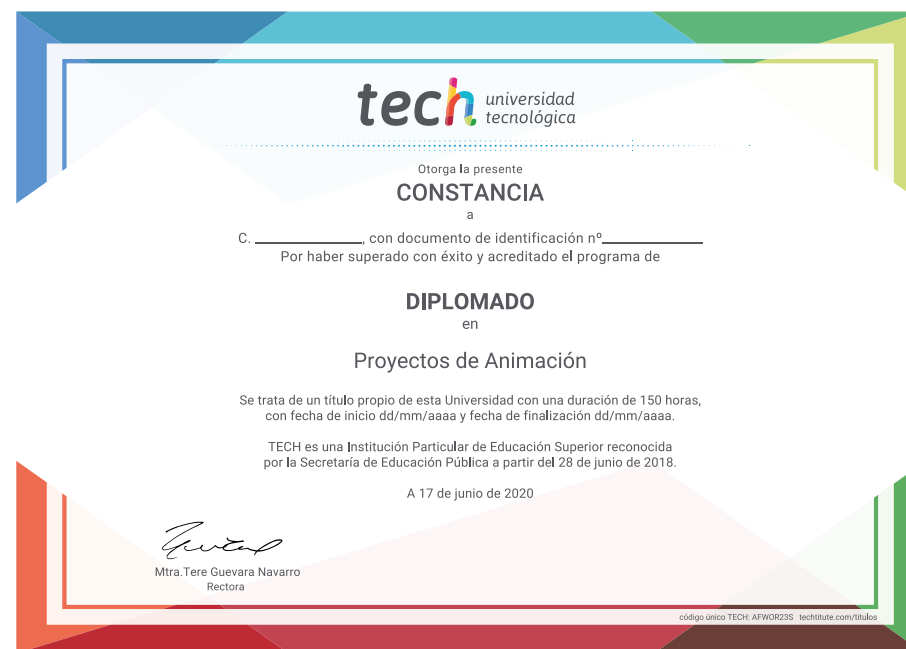 tech universidad
tecnológica
Otorga la presente
CONSTANCIA
a
C. ______________, con documento de identificación nº_____________
Por haber superado con éxito y acreditado el programa de
DIPLOMADO
en
Proyectos de Animación
Se trata de un título propio de esta Universidad con una duración de 150 horas,
con fecha de inicio dd/mm/aaaa y fecha de finalización dd/mm/aaaa.
TECH es una Institución Particular de Educación Superior reconocida
por la Secretaría de Educación Pública a partir del 28 de junio de 2018.
A 17 de junio de 2020
Mtra.Tere Guevara Navarro
Rectora
código único TECH: AFWOR23S techtitute.com/titulos